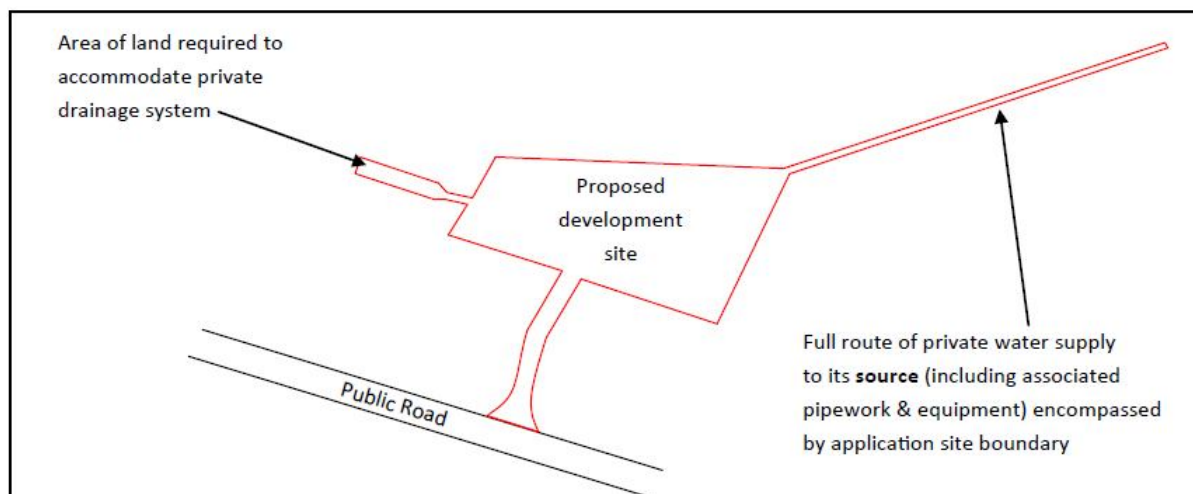 Area of land required to
accommodate private
drainage system
Proposed
development
site
Public Road
Full route of private water supply
to its source (including associated
pipework & equipment) encompassed
by application site boundary